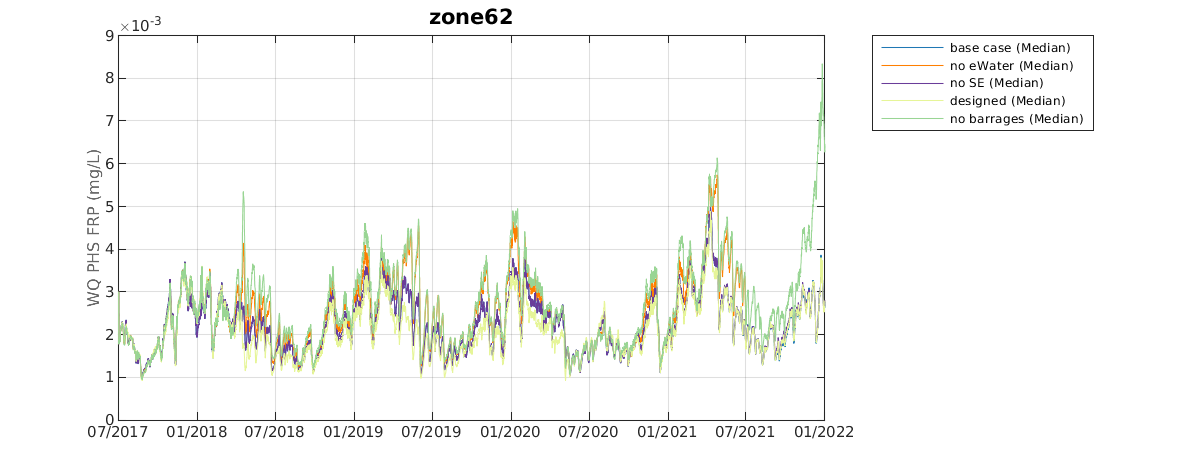 zone62
×10-3
9
8
7
6
5
4
3
2
1
0
WQ PHS FRP (mg/L)
07/2017 01/2018 07/2018 01/2019 07/2019 01/2020 07/2020 01/2021 07/2021 01/2022
base case (Median)
no eWater (Median)
no SE (Median)
designed (Median)
no barrages (Median)